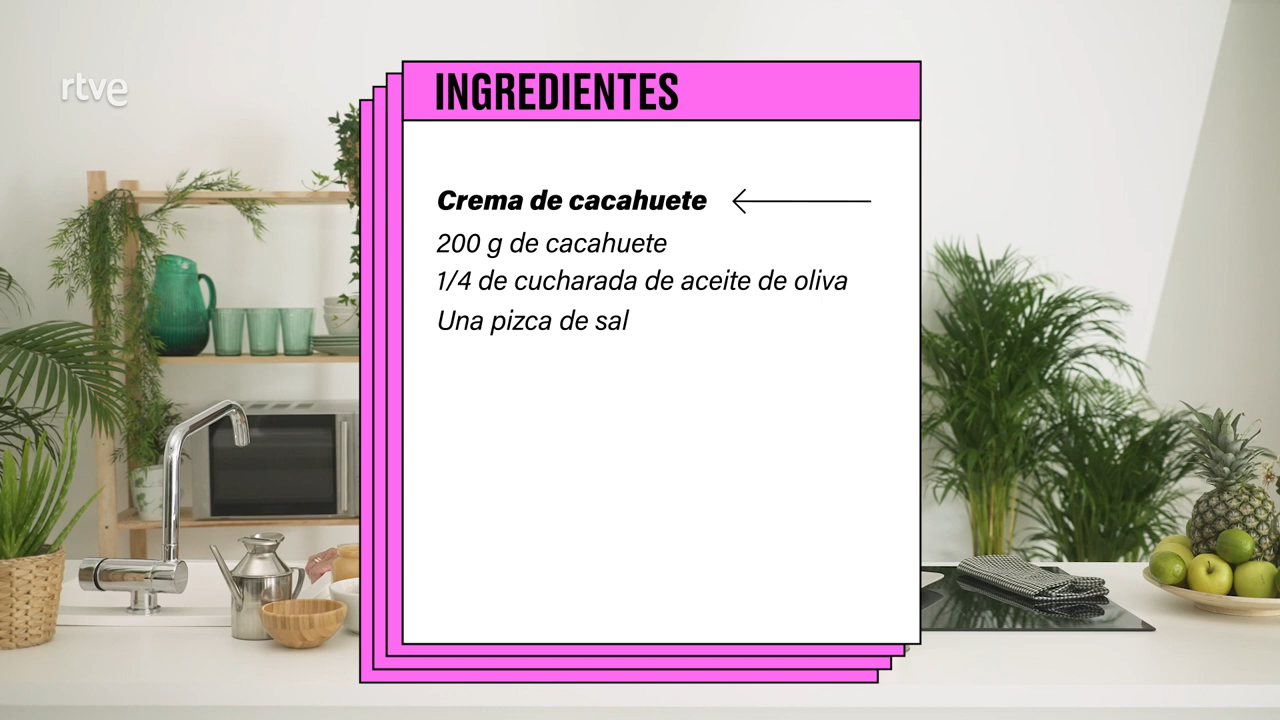 rtve
INGREDIENTES
Crema de cacahuete
200 g de cacahuete
1/4 de cucharada de aceite de oliva
Una pizca de sal